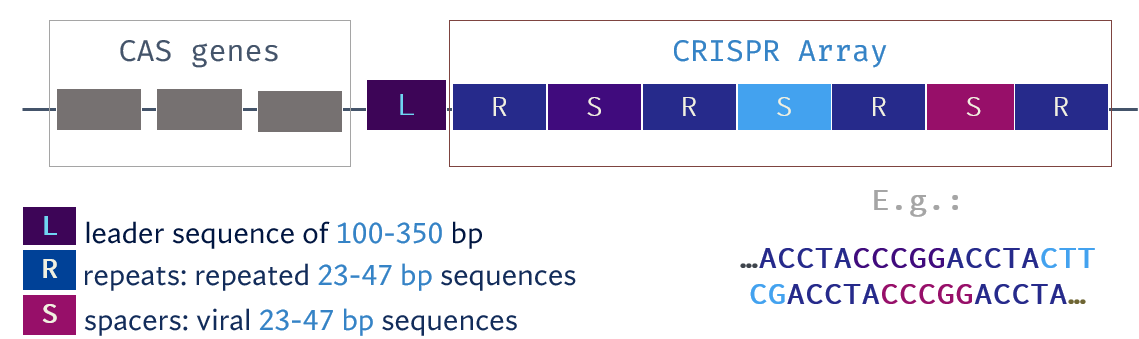 CAS genes
CRISPR Array
L R S R S R S R
E.g.:
L leader sequence of 100-350 bp
R repeats: repeated 23-47 bp sequences
S spacers: viral 23-47 bp sequences
…ACCTACCCGGACCTACTT
CGACCTACCCGGACCTA…